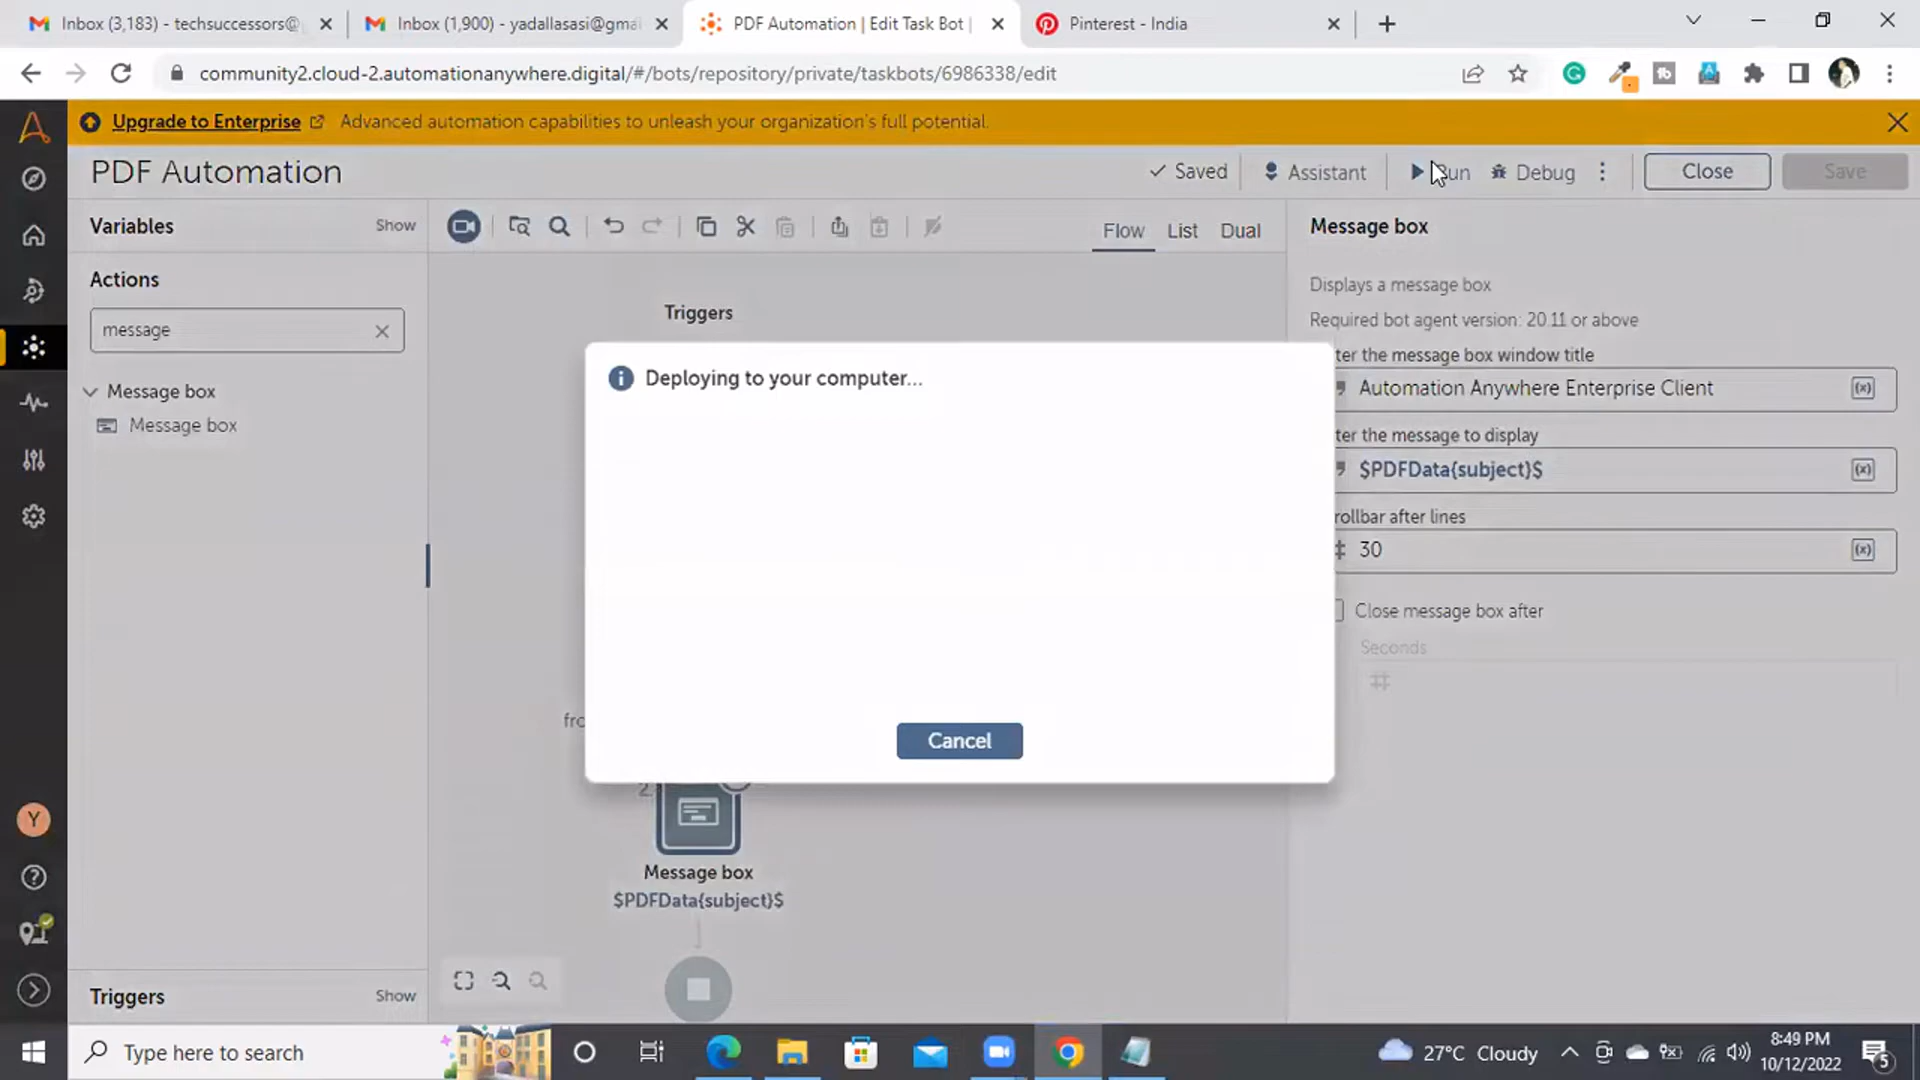 Inbox (3,183) - techsuccessors@
Inbox (1,900) - yadallasasi@gmai
PDF Automation | Edit Task Bot |
Pinterest - India
community2.cloud-2.automationanywhere.digital/#/bots/repository/private/taskbots/6986338/edit
Upgrade to Enterprise
Advanced automation capabilities to unleash your organization's full potential.
PDF Automation
Saved
Assistant
Run
Debug
Close
Save
Variables
Show
Flow
List
Dual
Message box
Actions
message
Message box
Message box
Triggers
Displays a message box
Required bot agent version: 20.11 or above
ter the message box window title
Automation Anywhere Enterprise Client
ter the message to display
$PDFData{subject}$
rollbar after lines
30
Close message box after
Seconds
Deploying to your computer...
Cancel
fro
2.
Message box
$PDFData{subject}$
Y
Triggers
Show
Type here to search
27°C Cloudy
8:49 PM
10/12/2022
5